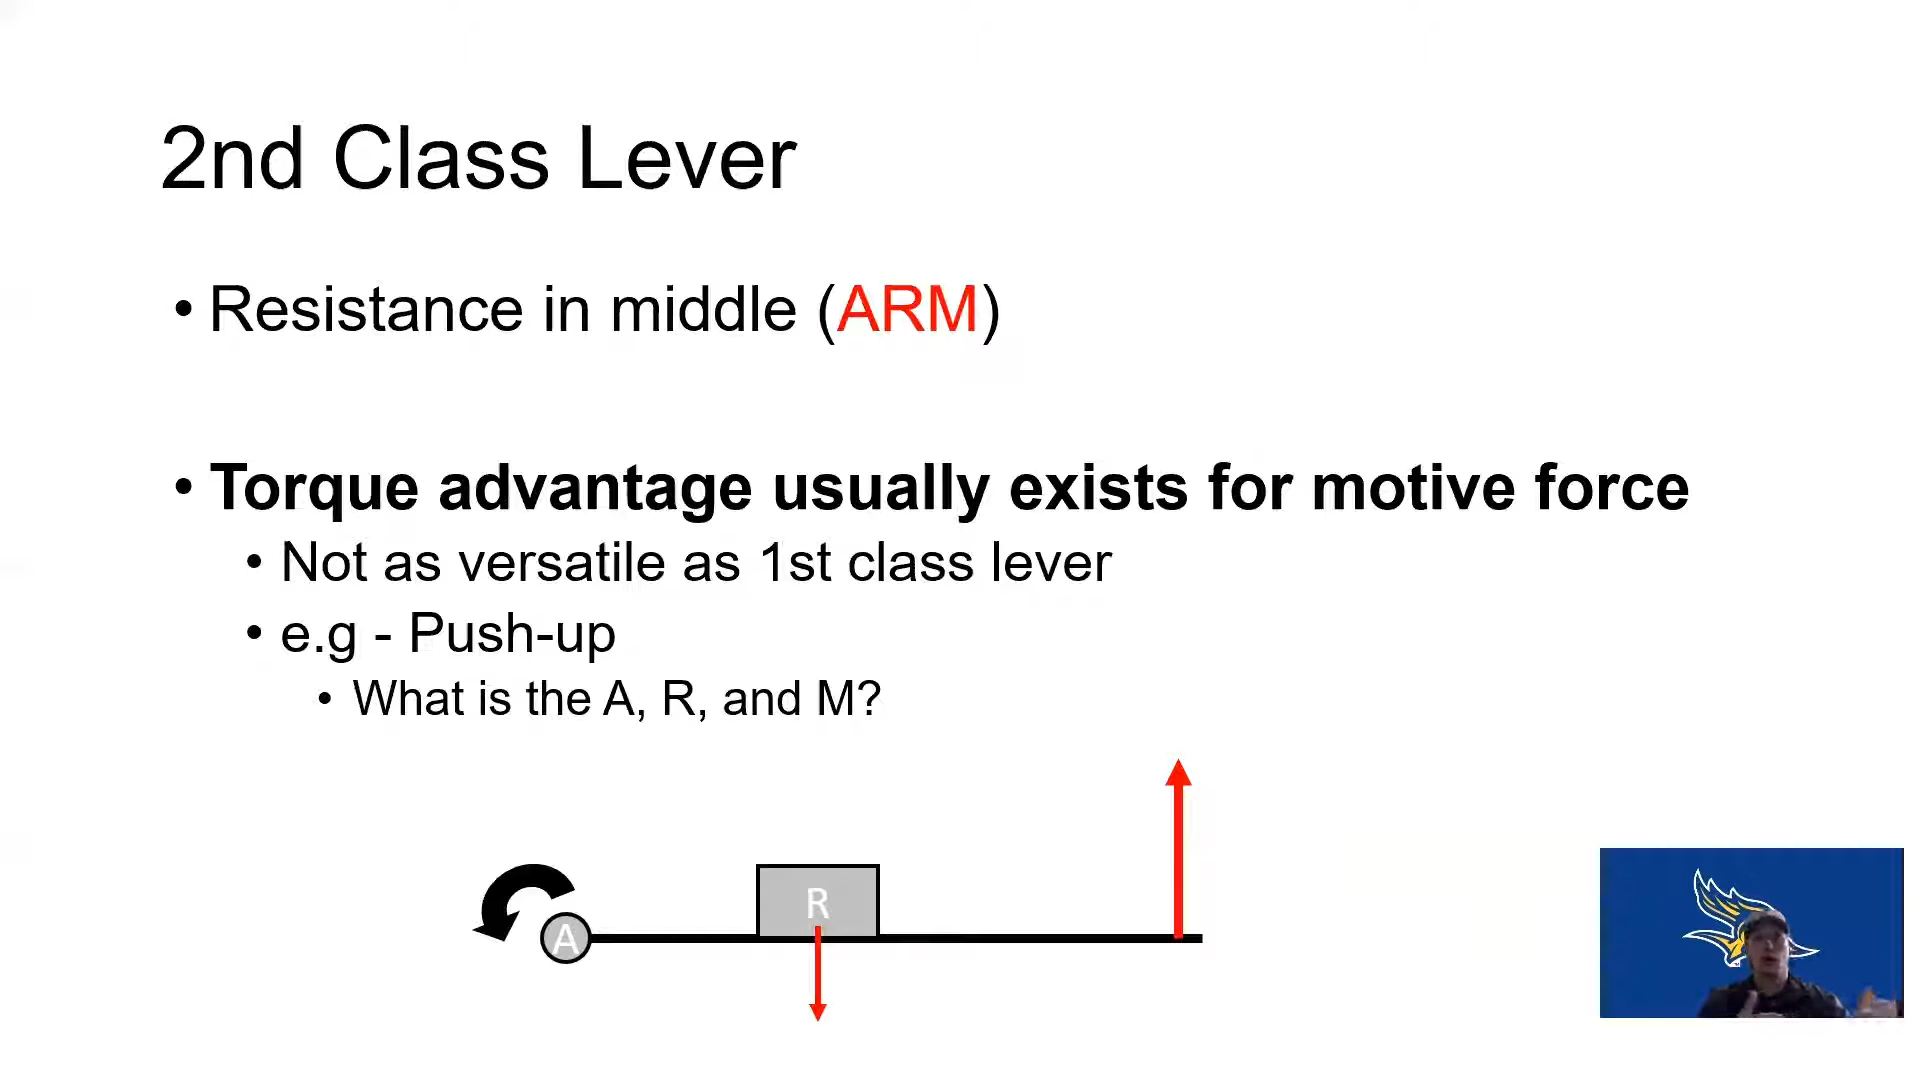 2nd Class Lever
• Resistance in middle (ARM)
• Torque advantage usually exists for motive force
• Not as versatile as 1st class lever
• e.g - Push-up
• What is the A, R, and M?
R
A